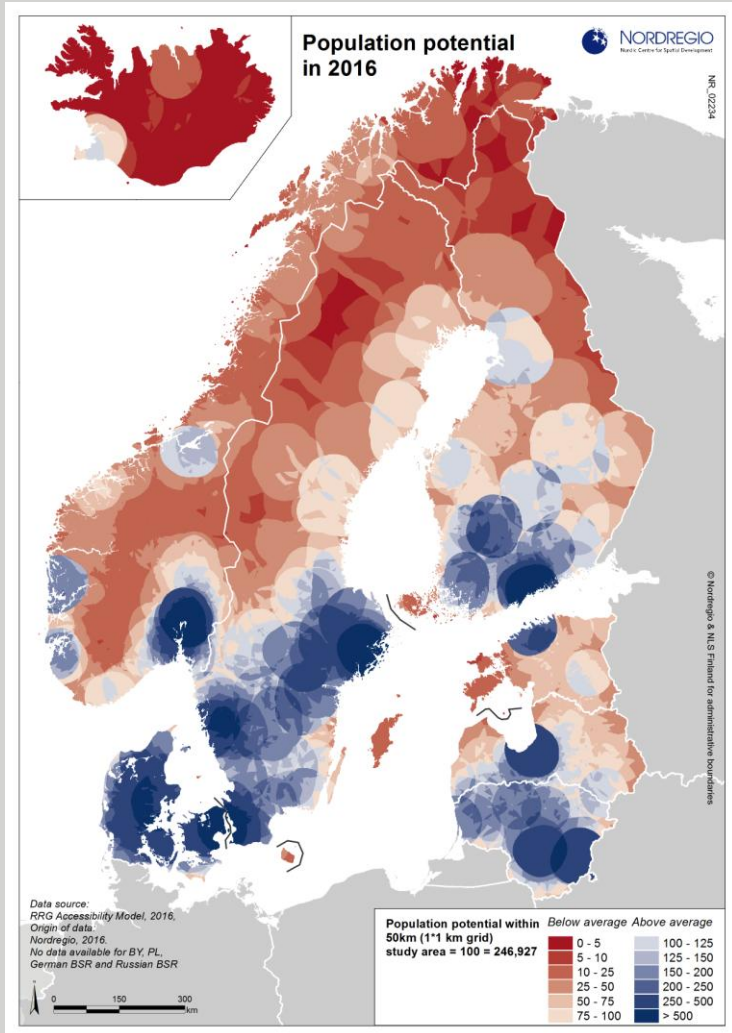 Population potential
in 2016
NORDREGIO
Nordic Centre for Spatial Development
NR_02234
© Nordregio & NLS Finland for administrative boundaries
Data source:
RRG Accessibility Model, 2016,
Origin of data:
Nordregio, 2016.
No data available for BY, PL,
German BSR and Russian BSR
0 75 150 300
km
Population potential within
50km (1*1 km grid)
study area = 100 = 246,927
Below average Above average
0 - 5 100 - 125
5 - 10 125 - 150
10 - 25 150 - 200
25 - 50 200 - 250
50 - 75 250 - 500
75 - 100 > 500